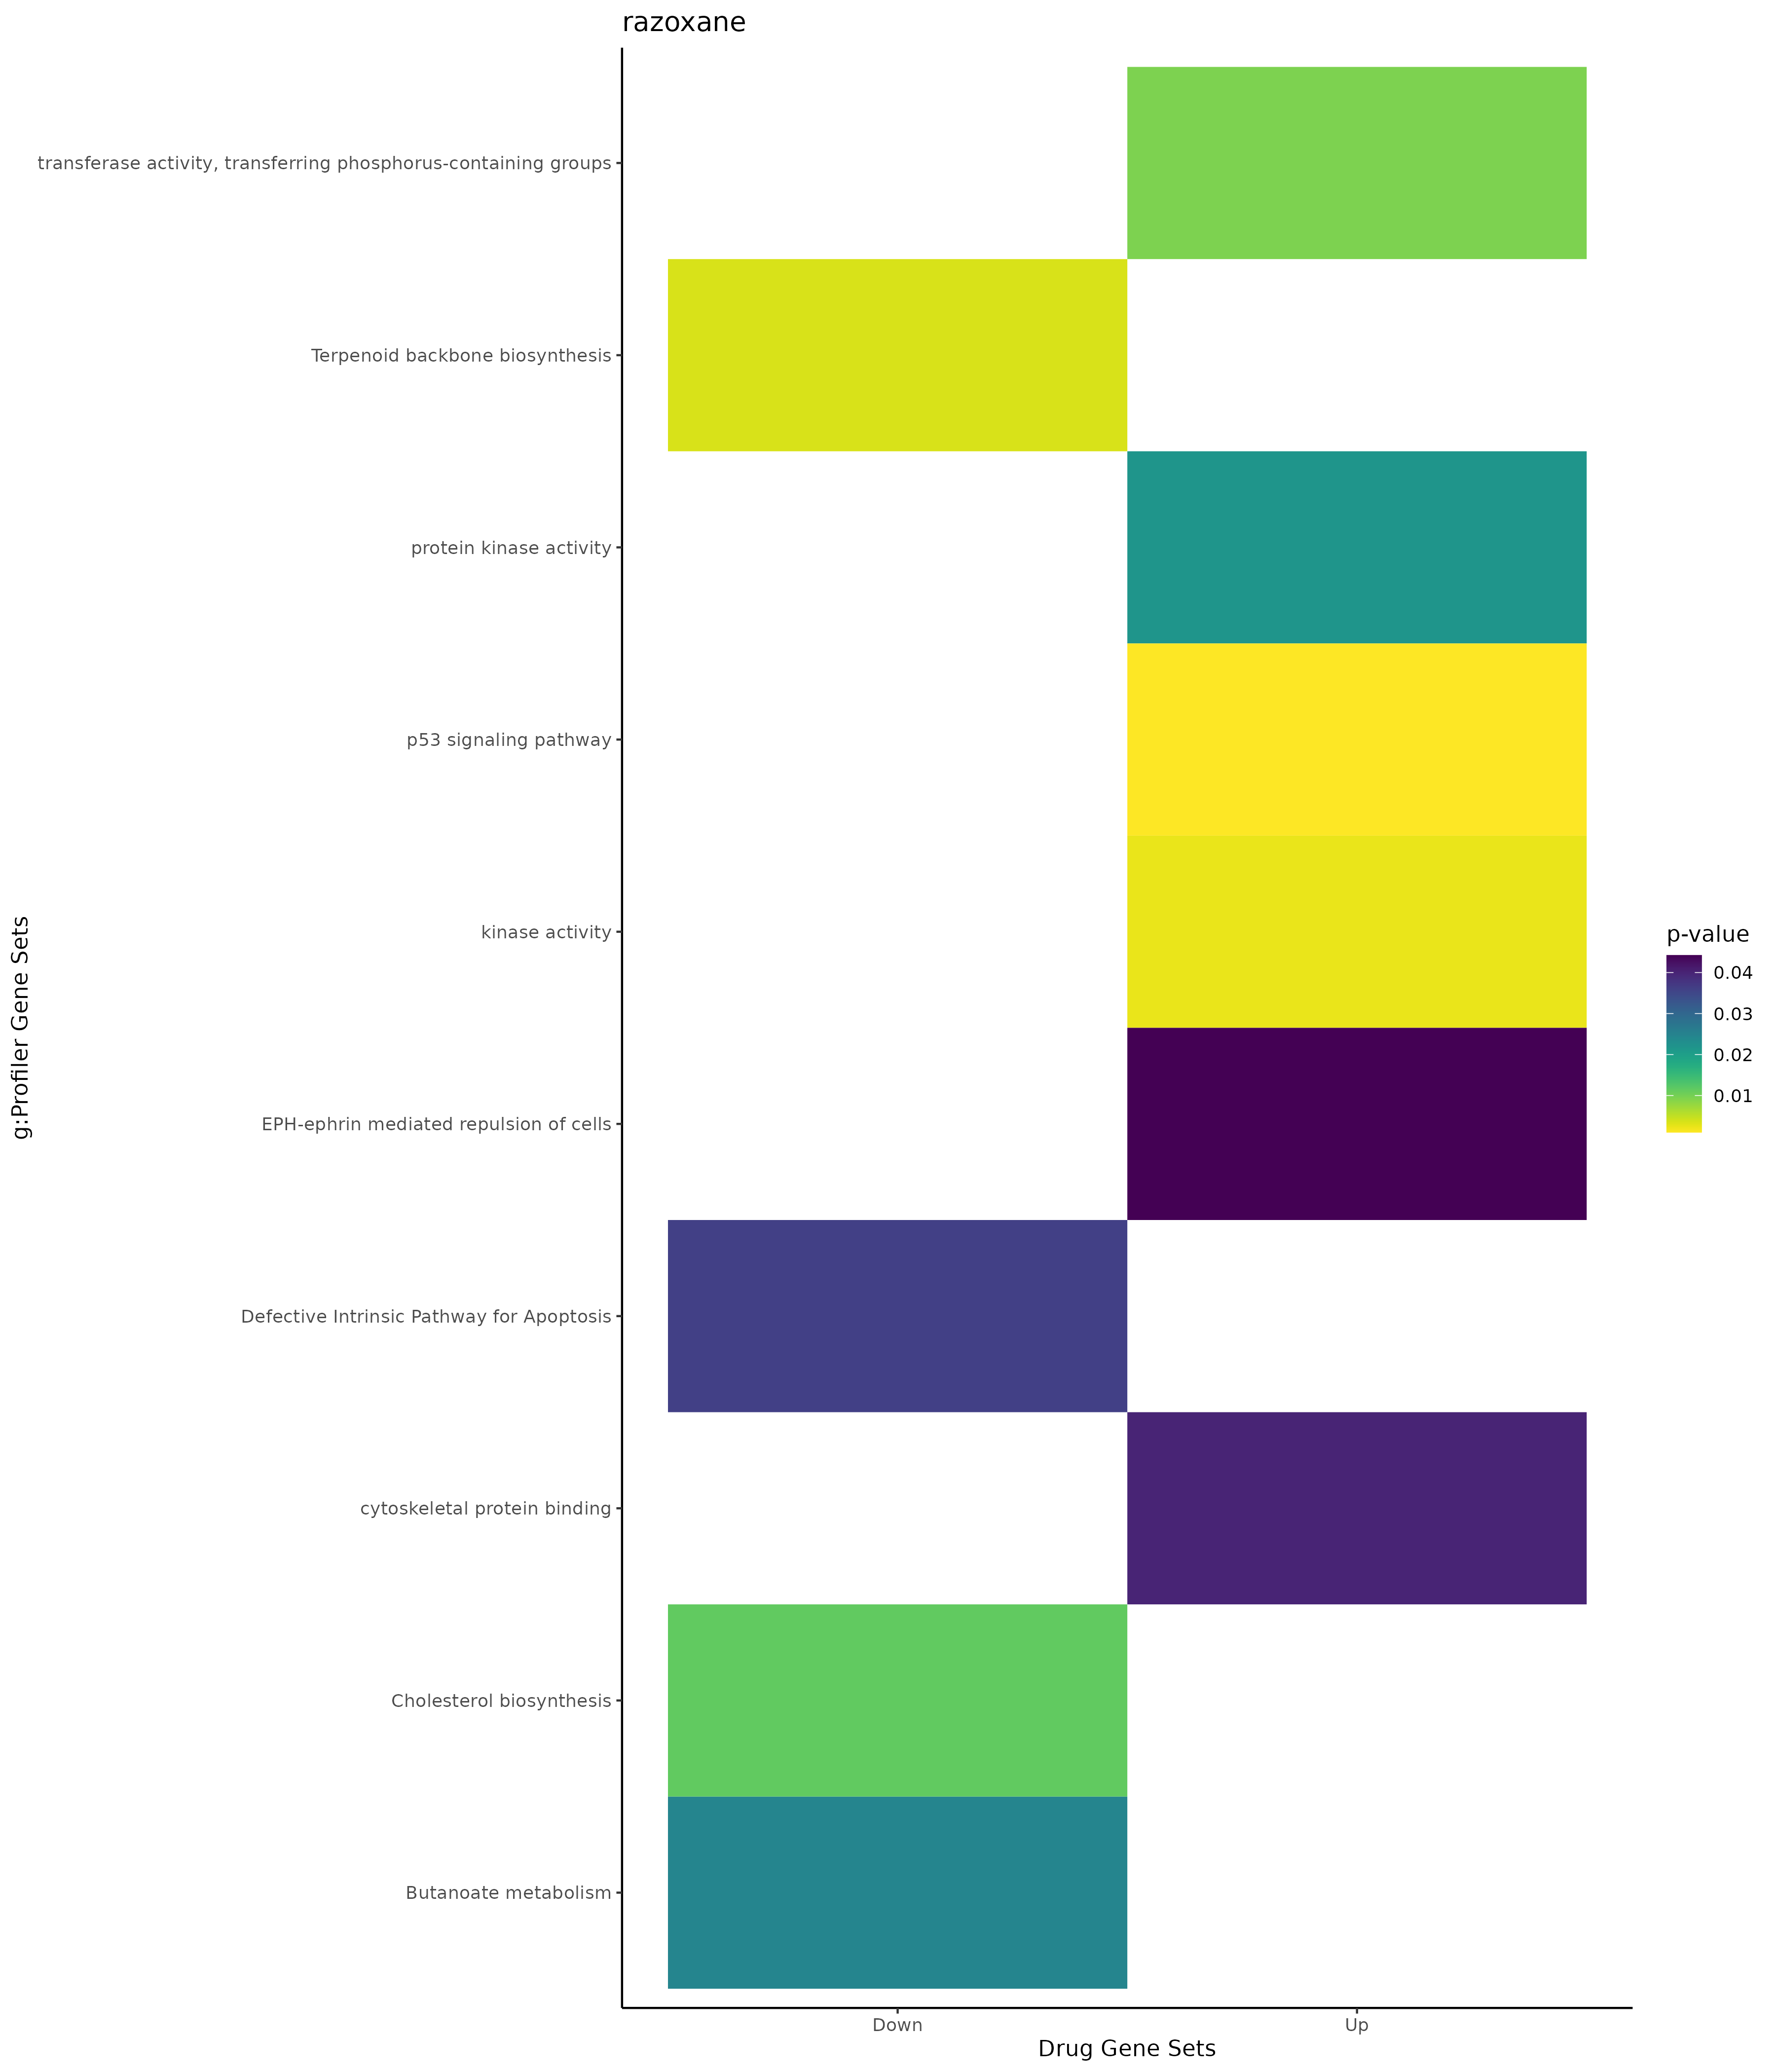 razoxane
transferase activity, transferring phosphorus-containing groups
Terpenoid backbone biosynthesis
protein kinase activity
p53 signaling pathway
kinase activity
EPH-ephrin mediated repulsion of cells
Defective Intrinsic Pathway for Apoptosis
cytoskeletal protein binding
Cholesterol biosynthesis
Butanoate metabolism
g:Profiler Gene Sets
Down
Up
Drug Gene Sets
p-value
0.04
0.03
0.02
0.01